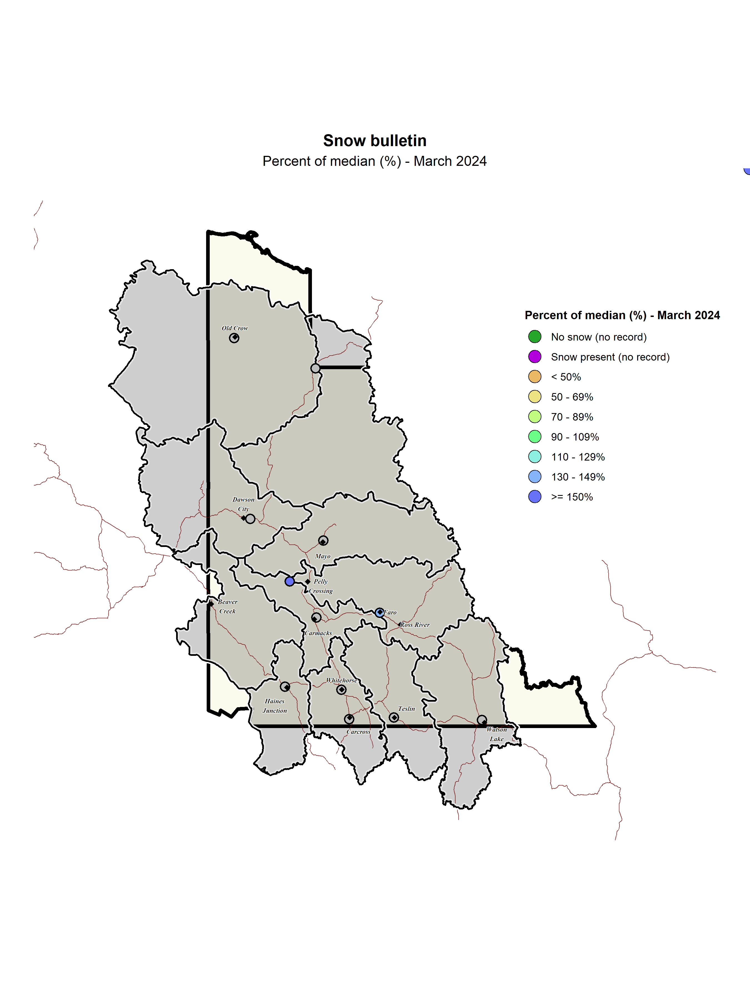 Snow bulletin
Percent of median (%) - March 2024
Percent of median (%) - March 2024
No snow (no record)
Snow present (no record)
< 50%
50 - 69%
70 - 89%
90 - 109%
110 - 129%
130 - 149%
>= 150%
Old Crow
Dawson
City
Mayo
Pelly
Crossing
Beaver
Creek
Faro
Ross River
Carmacks
Whitehorse
Haines
Junction
Teslin
Carcross
Watson
Lake